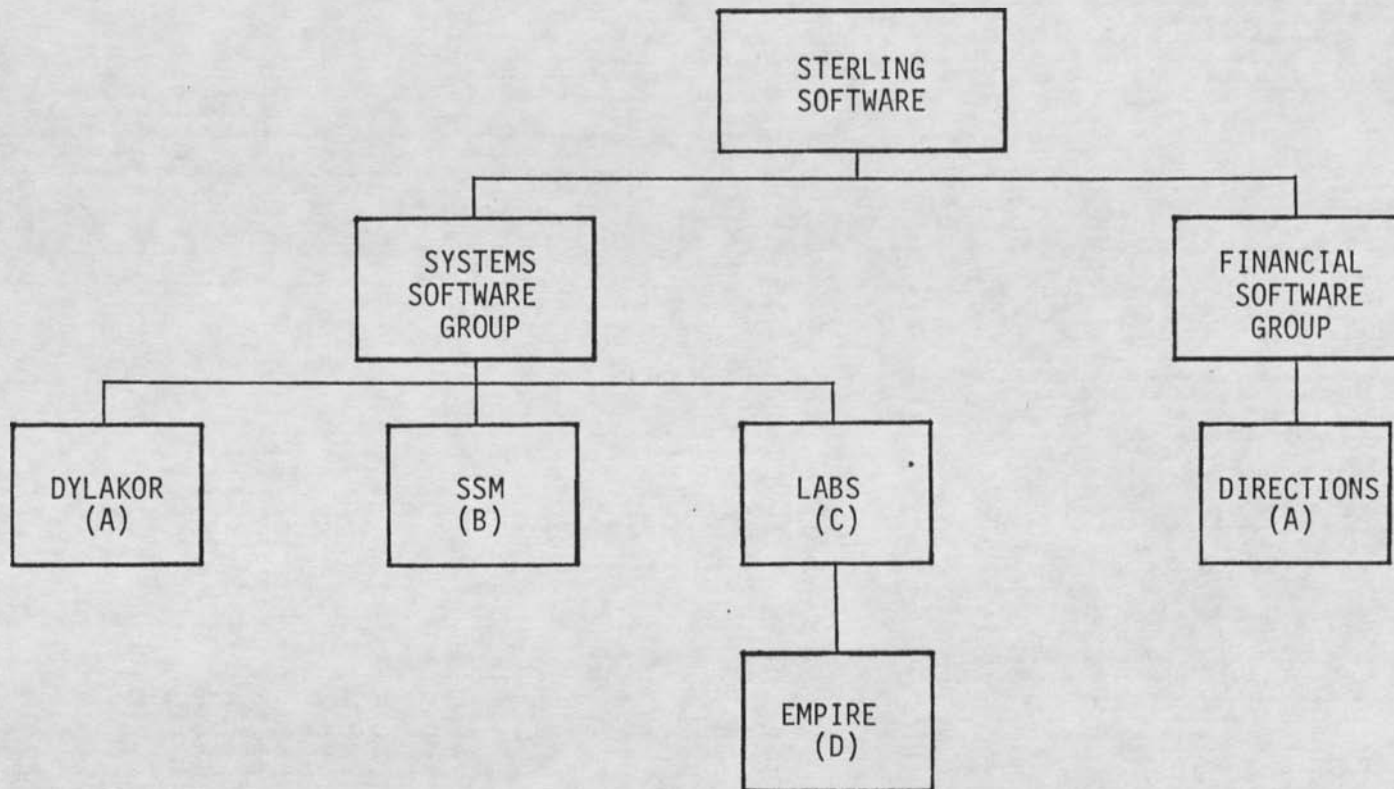 STERLING
SOFTWARE
SYSTEMS
SOFTWARE
GROUP
FINANCIAL
SOFTWARE
GROUP
DYLAKOR
(A)
SSM
(B)
LABS
(C)
DIRECTIONS
(A)
EMPIRE
(D)